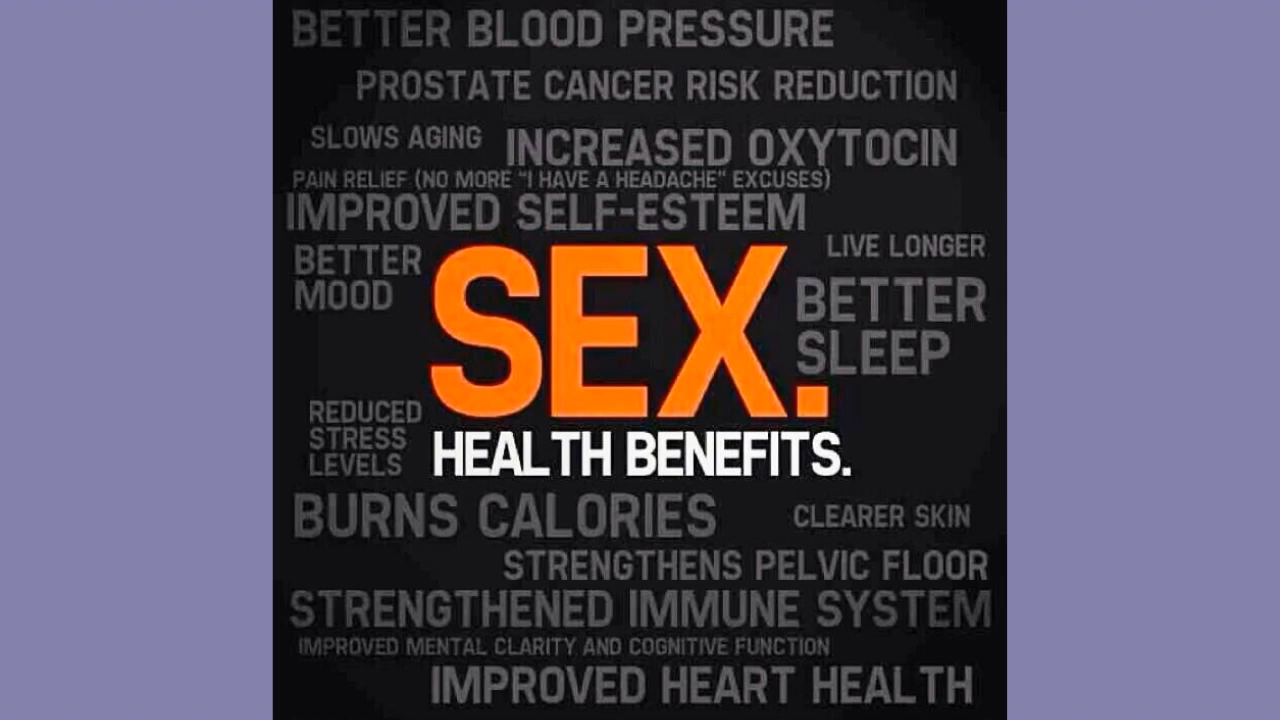 BETTER BLOOD PRESSURE
PROSTATE CANCER RISK REDUCTION
SLOWS AGING
INCREASED OXYTOCIN
PAIN RELIEF (NO MORE "I HAVE A HEADACHE" EXCUSES)
IMPROVED SELF-ESTEEM
BETTER
MOOD
LIVE LONGER
BETTER
SLEEP
SEX.
HEALTH BENEFITS.
REDUCED
STRESS
LEVELS
BURNS CALORIES
CLEARER SKIN
STRENGTHENS PELVIC FLOOR
STRENGTHENED IMMUNE SYSTEM
IMPROVED MENTAL CLARITY AND COGNITIVE FUNCTION
IMPROVED HEART HEALTH